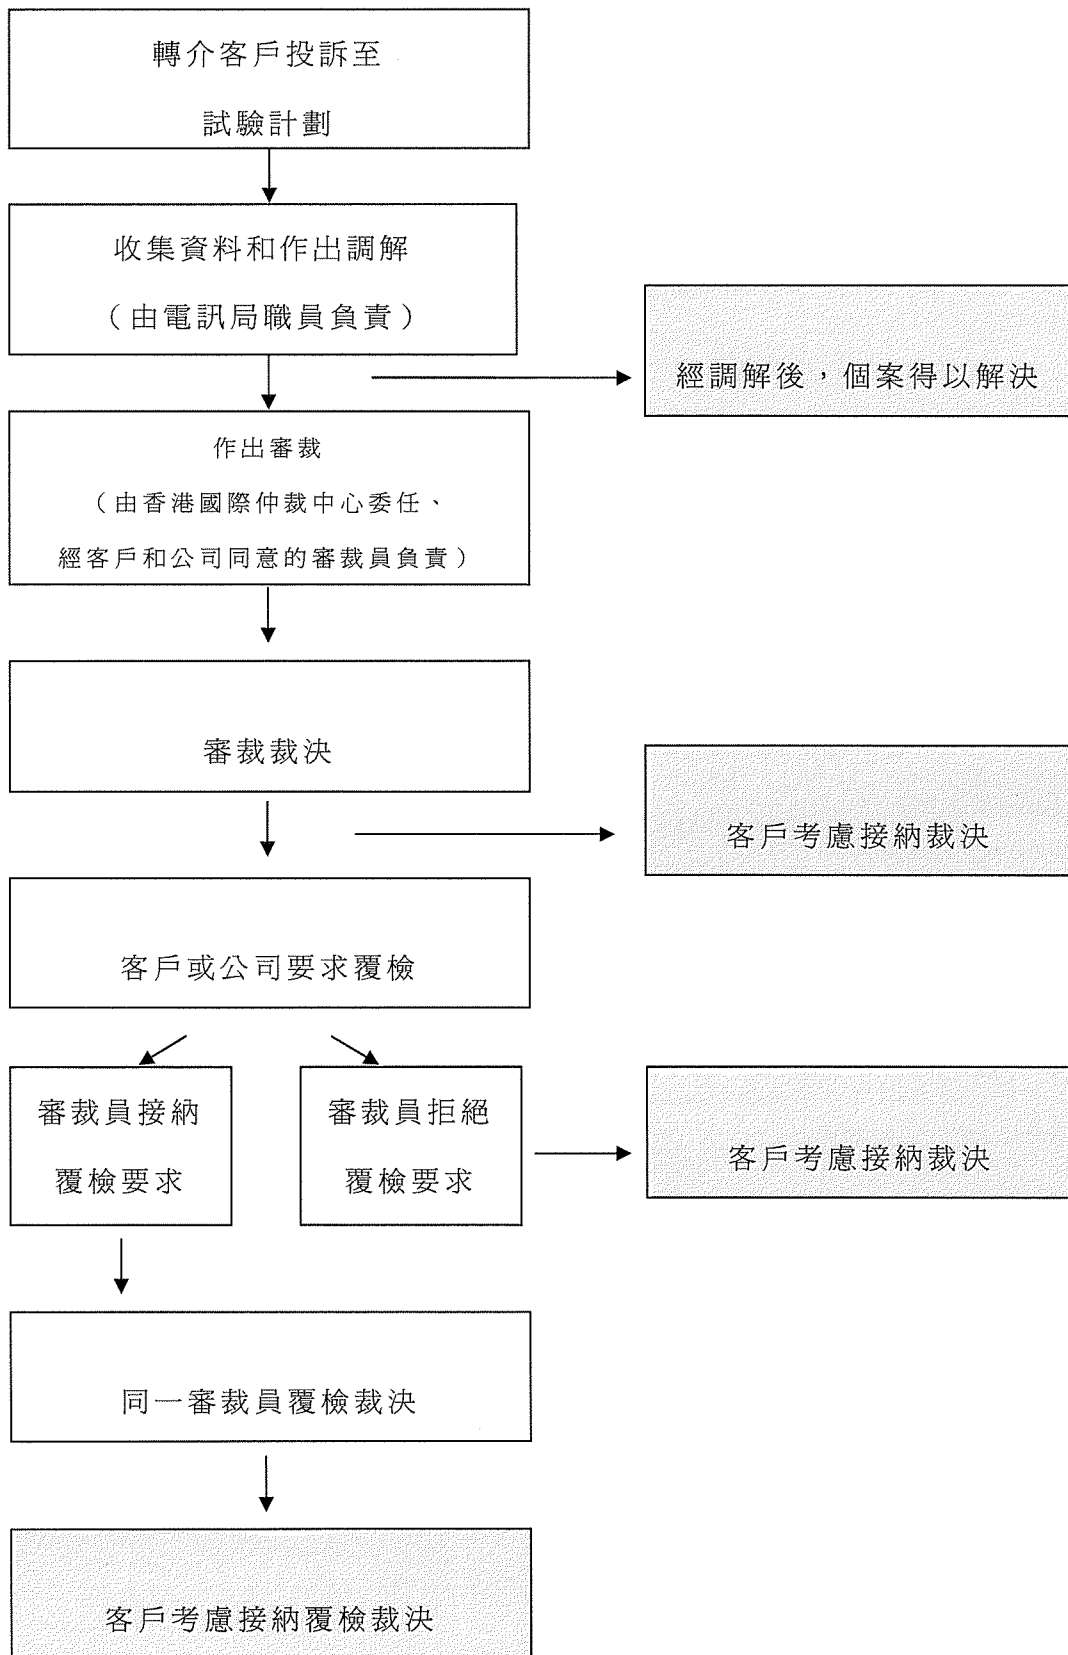 轉介客戶投訴至
試驗計劃
收集資料和作出調解
（由電訊局職員負責）
經調解後，個案得以解決
作出審裁
（由香港國際仲裁中心委任、
經客戶和公司同意的審裁員負責）
審裁裁決
客戶考慮接納裁決
客戶或公司要求覆檢
審裁員接納
覆檢要求
審裁員拒絕
覆檢要求
客戶考慮接納裁決
同一審裁員覆檢裁決
客戶考慮接納覆檢裁決